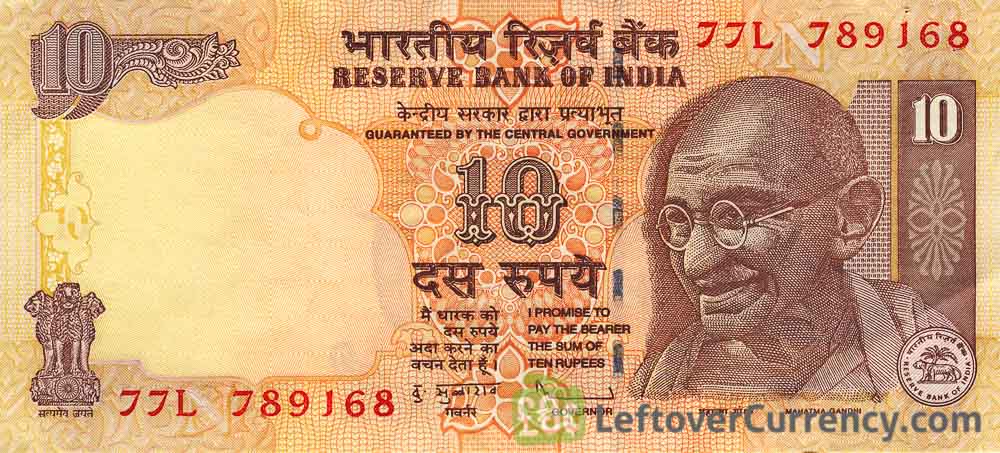 10
भारतीय रिज़र्व बैंक
77L 789168
RESERVE BANK OF INDIA
केन्द्रीय सरकार द्वारा प्रत्याभूत
GUARANTEED BY THE CENTRAL GOVERNMENT
10
10
दस रुपये
मैं धारक को
दस रुपये
अदा करने का
वचन देता हूँ।
I PROMISE TO
PAY THE BEARER
THE SUM OF
TEN RUPEES
गवर्नर
GOVERNOR
सत्यमेव जयते
77L 789168
MAHATMA GANDHI
भारतीय रिज़र्व बैंक
RESERVE BANK OF INDIA
LeftoverCurrency.com